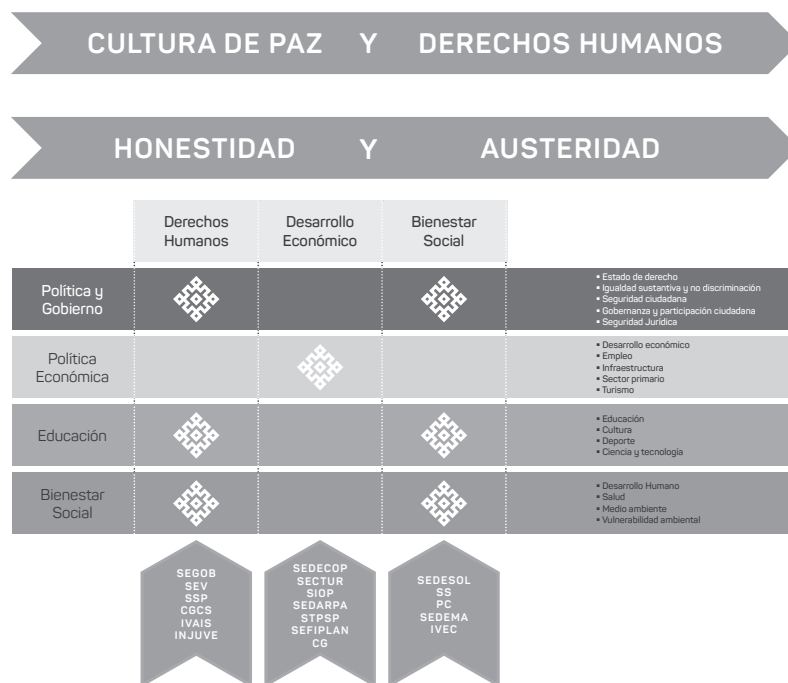 CULTURA DE PAZ Y DERECHOS HUMANOS
HONESTIDAD Y AUSTERIDAD
Derechos
Humanos
Desarrollo
Económico
Bienestar
Social
Política y
Gobierno
▪ Estado de derecho
▪ Igualdad sustantiva y no discriminación
▪ Seguridad ciudadana
▪ Gobernanza y participación ciudadana
▪ Seguridad Jurídica
Política
Económica
▪ Desarrollo económico
▪ Empleo
▪ Infraestructura
▪ Sector primario
▪ Turismo
Educación
▪ Educación
▪ Cultura
▪ Deporte
▪ Ciencia y tecnología
Bienestar
Social
▪ Desarrollo Humano
▪ Salud
▪ Medio ambiente
▪ Vulnerabilidad ambiental
SEGOB
SEV
SSP
CGCS
IVAIS
INJUVE
SEDECOP
SECTUR
SIOP
SEDARPA
STPSP
SEFIPLAN
CG
SEDESOL
SS
PC
SEDEMA
IVEC